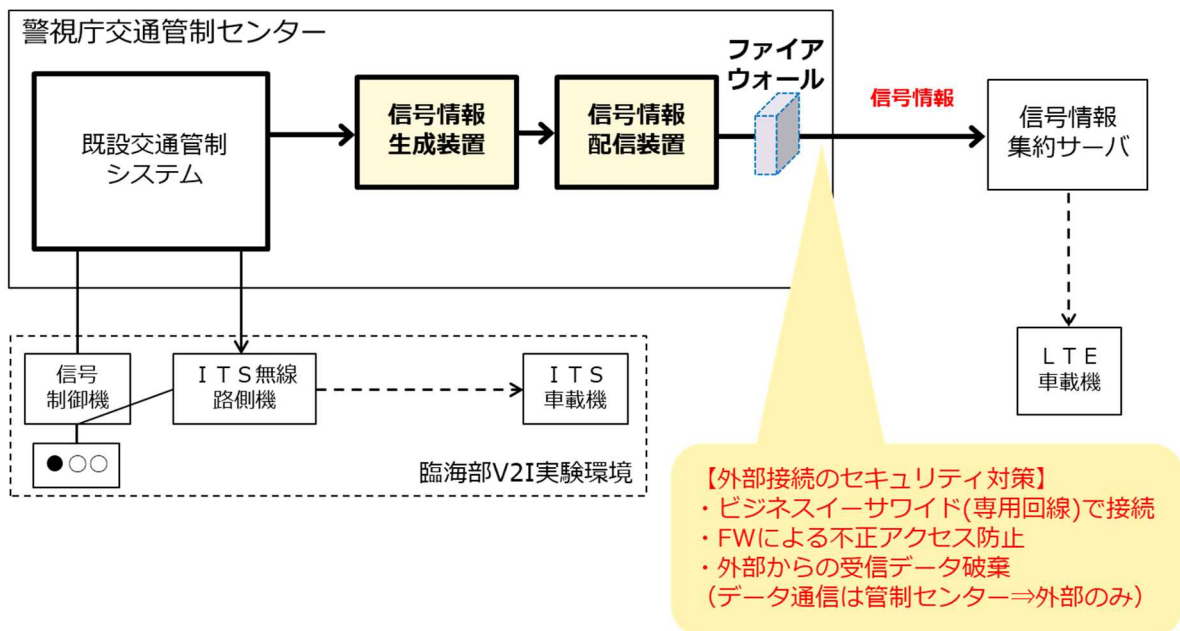 警視庁交通管制センター
ファイア
ウォール
既設交通管制
システム
信号情報
生成装置
信号情報
配信装置
信号情報
信号情報
集約サーバ
信号
制御機
ＩＴＳ無線
路側機
ＩＴＳ
車載機
ＬＴＥ
車載機
臨海部V2I実験環境
【外部接続のセキュリティ対策】
・ビジネスイーサワイド(専用回線)で接続
・FWによる不正アクセス防止
・外部からの受信データ破棄
（データ通信は管制センター⇒外部のみ）